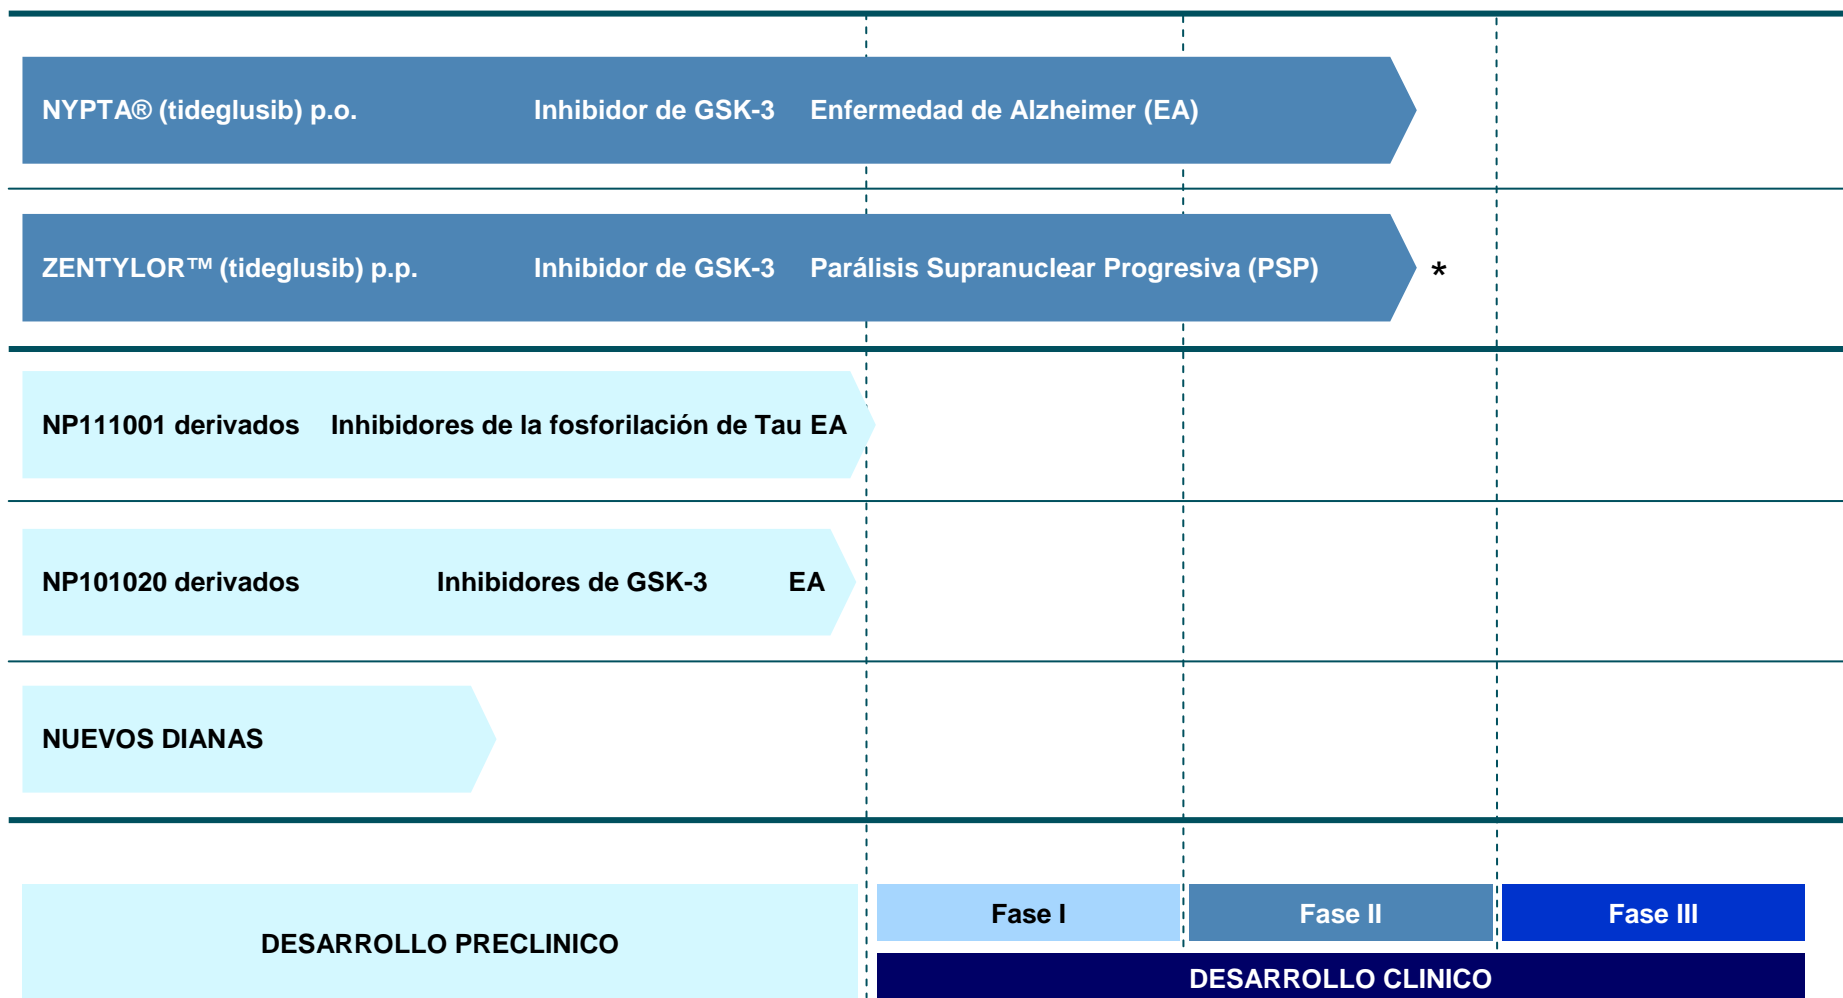 NYPTA® (tideglusib) p.o. Inhibidor de GSK-3 Enfermedad de Alzheimer (EA)
ZENTYLOR™ (tideglusib) p.p. Inhibidor de GSK-3 Parálisis Supranuclear Progresiva (PSP) *
NP111001 derivados Inhibidores de la fosforilación de Tau EA
NP101020 derivados Inhibidores de GSK-3 EA
NUEVOS DIANAS
Fase I Fase II Fase III
DESARROLLO PRECLINICO
DESARROLLO CLINICO